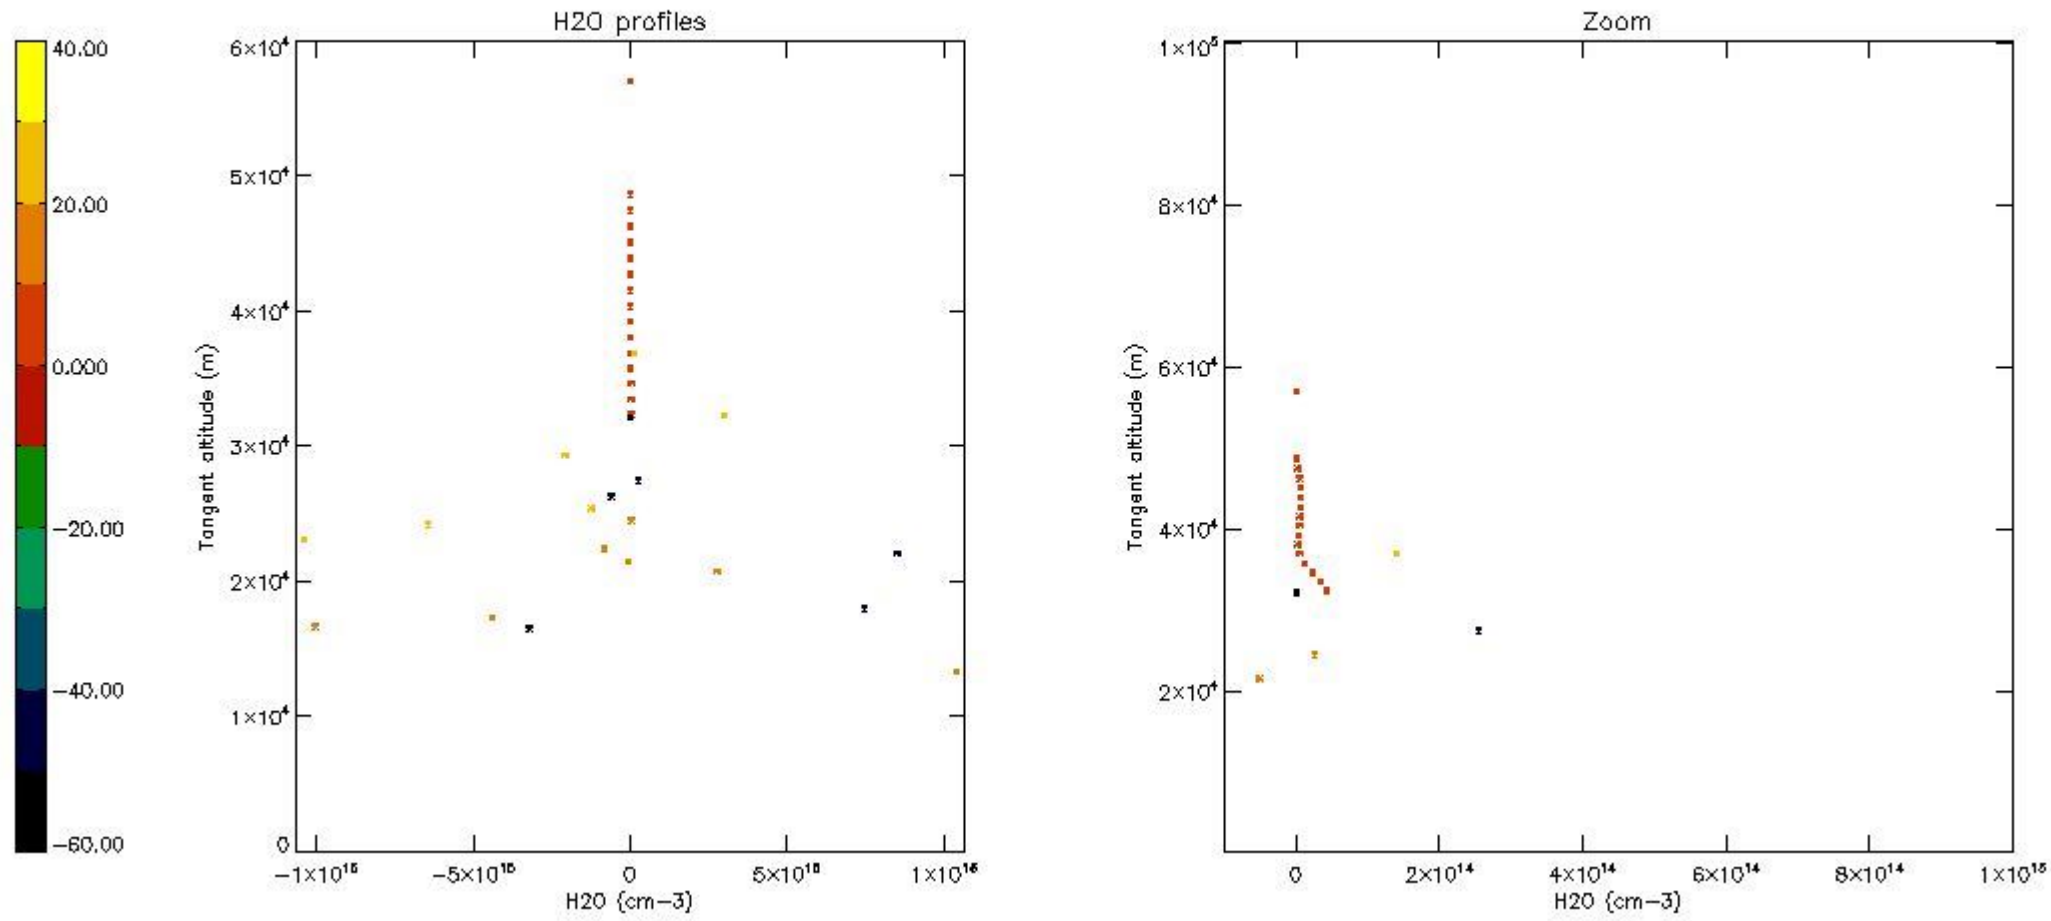 H2O profiles
Zoom
40.00
20.00
0.000
−20.00
−40.00
−60.00
6×10⁴
5×10⁴
4×10⁴
3×10⁴
2×10⁴
1×10⁴
0
Tangent altitude (m)
−1×10¹⁶ −5×10¹⁵ 0 5×10¹⁵ 1×10¹⁶
H2O (cm−3)
1×10⁵
8×10⁴
6×10⁴
4×10⁴
2×10⁴
Tangent altitude (m)
0 2×10¹⁴ 4×10¹⁴ 6×10¹⁴ 8×10¹⁴ 1×10¹⁵
H2O (cm−3)